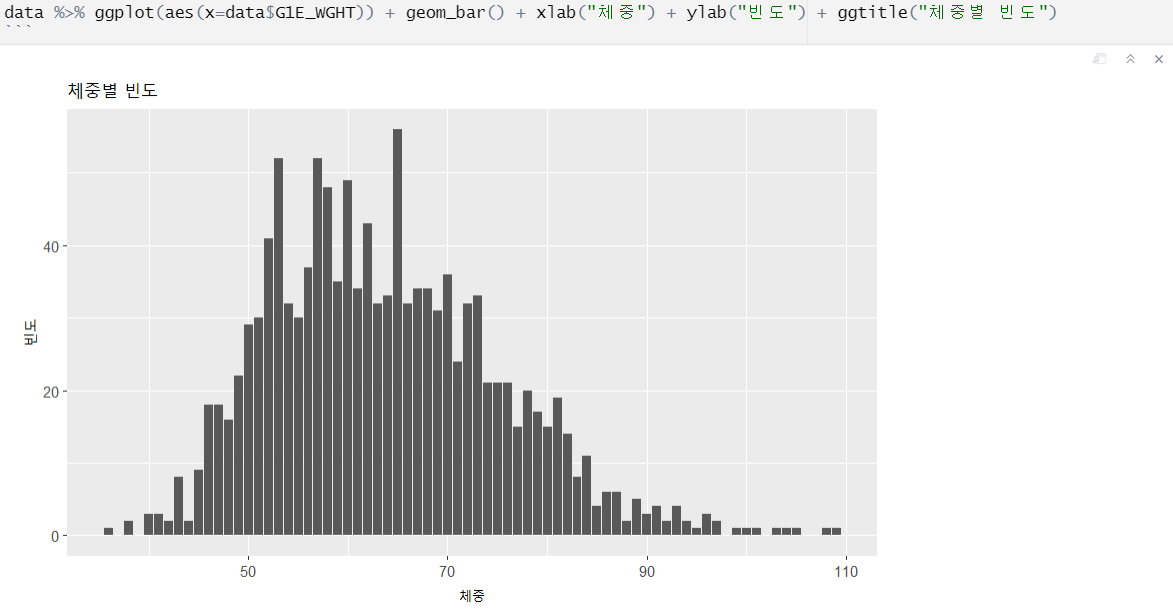 data %>% ggplot(aes(x=data$G1E_WGHT)) + geom_bar() + xlab("체중") + ylab("빈도") + ggtitle("체중별 빈도")
```
체중별 빈도
빈도
40
20
0
50 70 90 110
체중